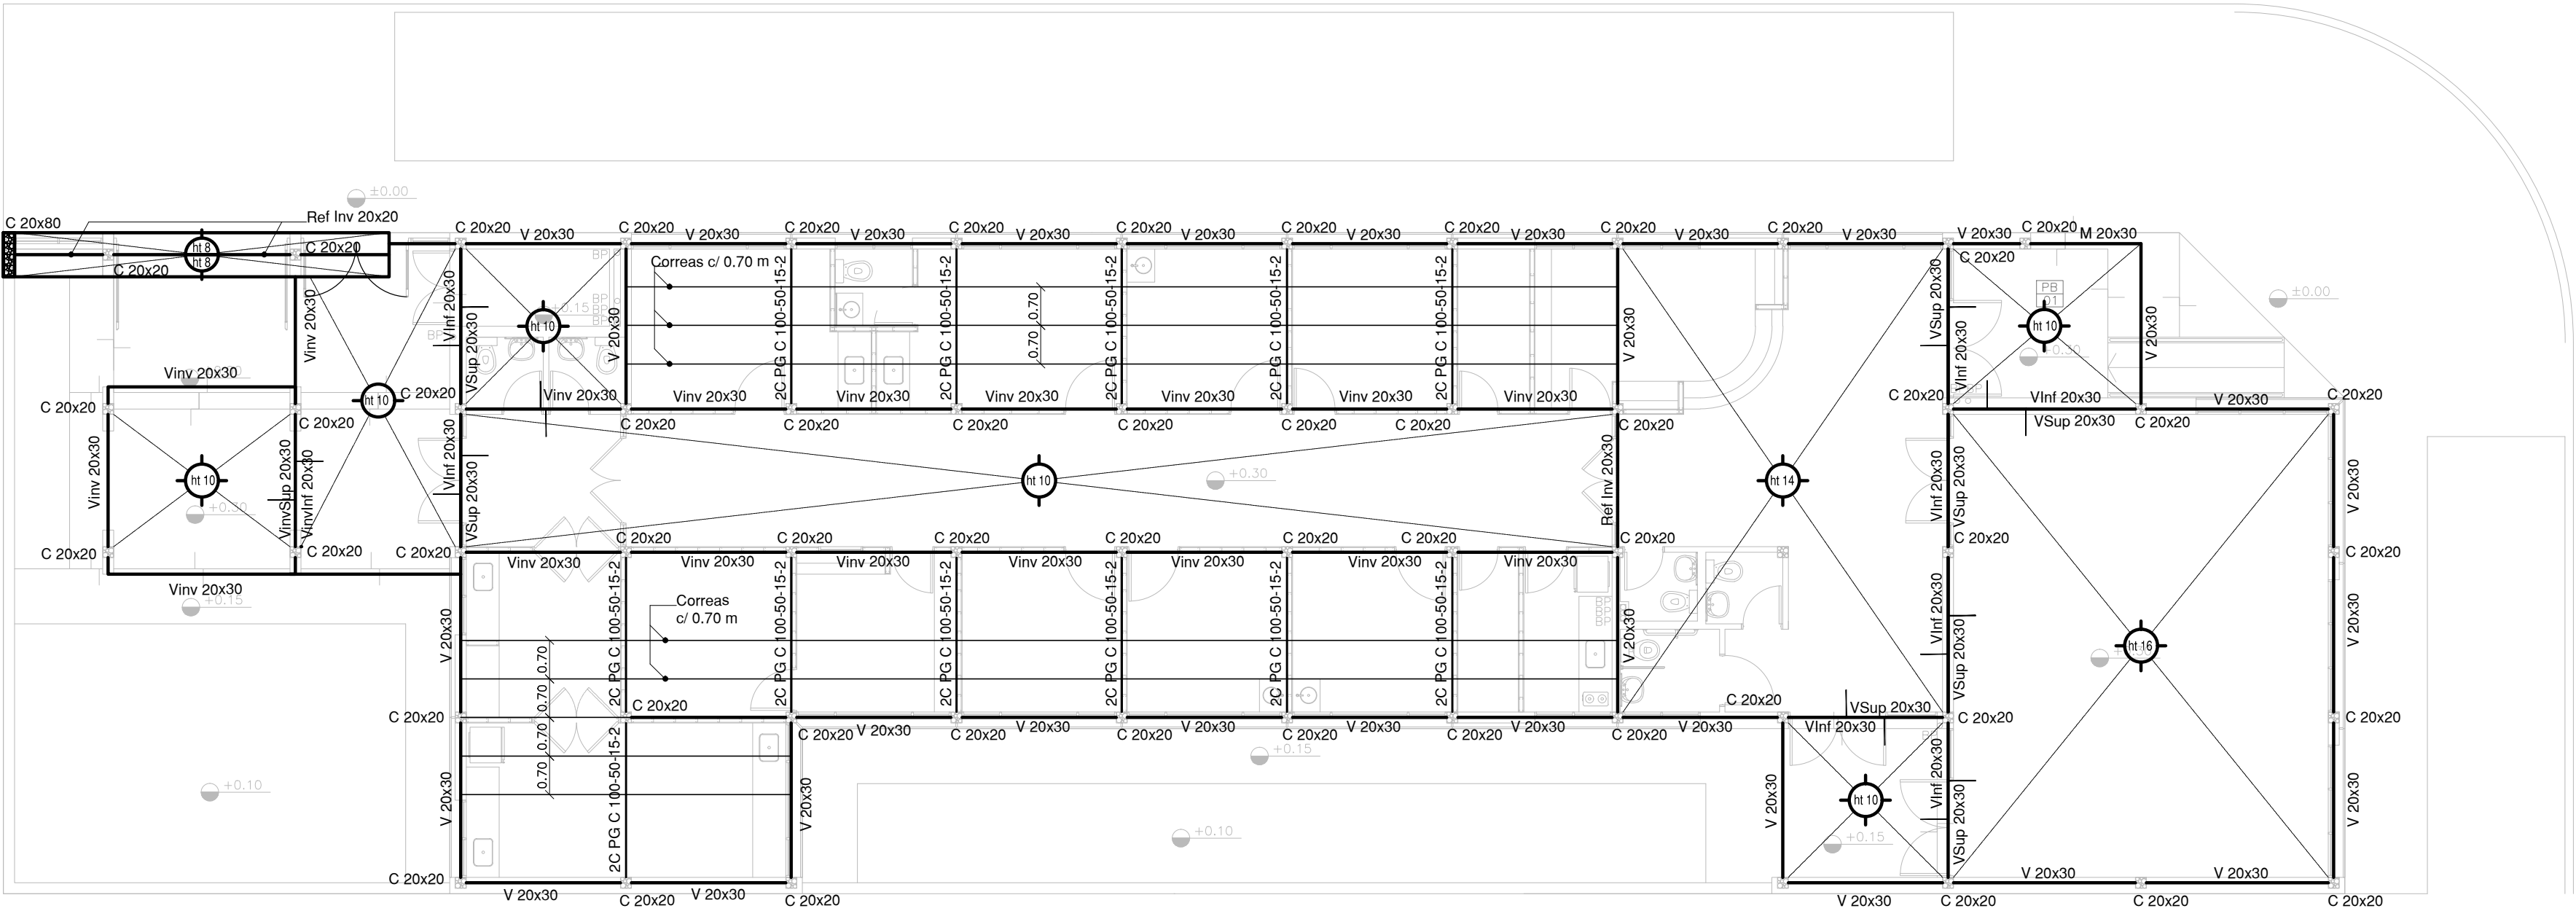 ±0.00
C 20x80
Ref Inv 20x20
C 20x20
V 20x30
C 20x20
V 20x30
C 20x20
V 20x30
C 20x20
V 20x30
C 20x20
V 20x30
C 20x20
V 20x30
C 20x20
V 20x30
C 20x20
V 20x30
C 20x20
V 20x30
V 20x30
C 20x20
M 20x30
ht 8
ht 8
C 20x20
C 20x20
C 20x20
Correas c/ 0.70 m
±0.00
Vinv 20x30
VInf 20x30
VSup 20x30
ht 10
+0.15
V 20x30
2C PG C 100-50-15-2
2C PG C 100-50-15-2
0.70
0.70
2C PG C 100-50-15-2
2C PG C 100-50-15-2
2C PG C 100-50-15-2
V 20x30
VSup 20x30
VInf 20x30
PB
01
ht 10
+0.30
V 20x30
Vinv 20x30
ht 10
C 20x20
Vinv 20x30
Vinv 20x30
Vinv 20x30
Vinv 20x30
Vinv 20x30
Vinv 20x30
Vinv 20x30
C 20x20
VInf 20x30
V 20x30
C 20x20
C 20x20
C 20x20
C 20x20
C 20x20
C 20x20
C 20x20
C 20x20
C 20x20
C 20x20
VSup 20x30
C 20x20
Vinv 20x30
ht 10
+0.30
VinvSup 20x30
VinvInf 20x30
VInf 20x30
VSup 20x30
ht 10
+0.30
Ref Inv 20x30
ht 14
VInf 20x30
VSup 20x30
V 20x30
C 20x20
C 20x20
C 20x20
C 20x20
C 20x20
C 20x20
C 20x20
C 20x20
C 20x20
C 20x20
C 20x20
C 20x20
Vinv 20x30
Vinv 20x30
Vinv 20x30
Vinv 20x30
Vinv 20x30
Vinv 20x30
Vinv 20x30
Vinv 20x30
+0.15
Correas
c/ 0.70 m
V 20x30
2C PG C 100-50-15-2
2C PG C 100-50-15-2
2C PG C 100-50-15-2
2C PG C 100-50-15-2
2C PG C 100-50-15-2
2C PG C 100-50-15-2
BP
BP
V 20x30
VInf 20x30
VSup 20x30
ht 16
V 20x30
0.70
0.70
0.70
0.70
C 20x20
C 20x20
C 20x20
VSup 20x30
C 20x20
C 20x20
C 20x20
V 20x30
C 20x20
V 20x30
C 20x20
V 20x30
C 20x20
V 20x30
C 20x20
V 20x30
C 20x20
V 20x30
VInf 20x30
+0.15
+0.10
V 20x30
2C PG C 100-50-15-2
V 20x30
+0.10
V 20x30
ht 10
+0.15
VInf 20x30
VSup 20x30
V 20x30
C 20x20
V 20x30
C 20x20
V 20x30
C 20x20
V 20x30
C 20x20
V 20x30
C 20x20
V 20x30
C 20x20